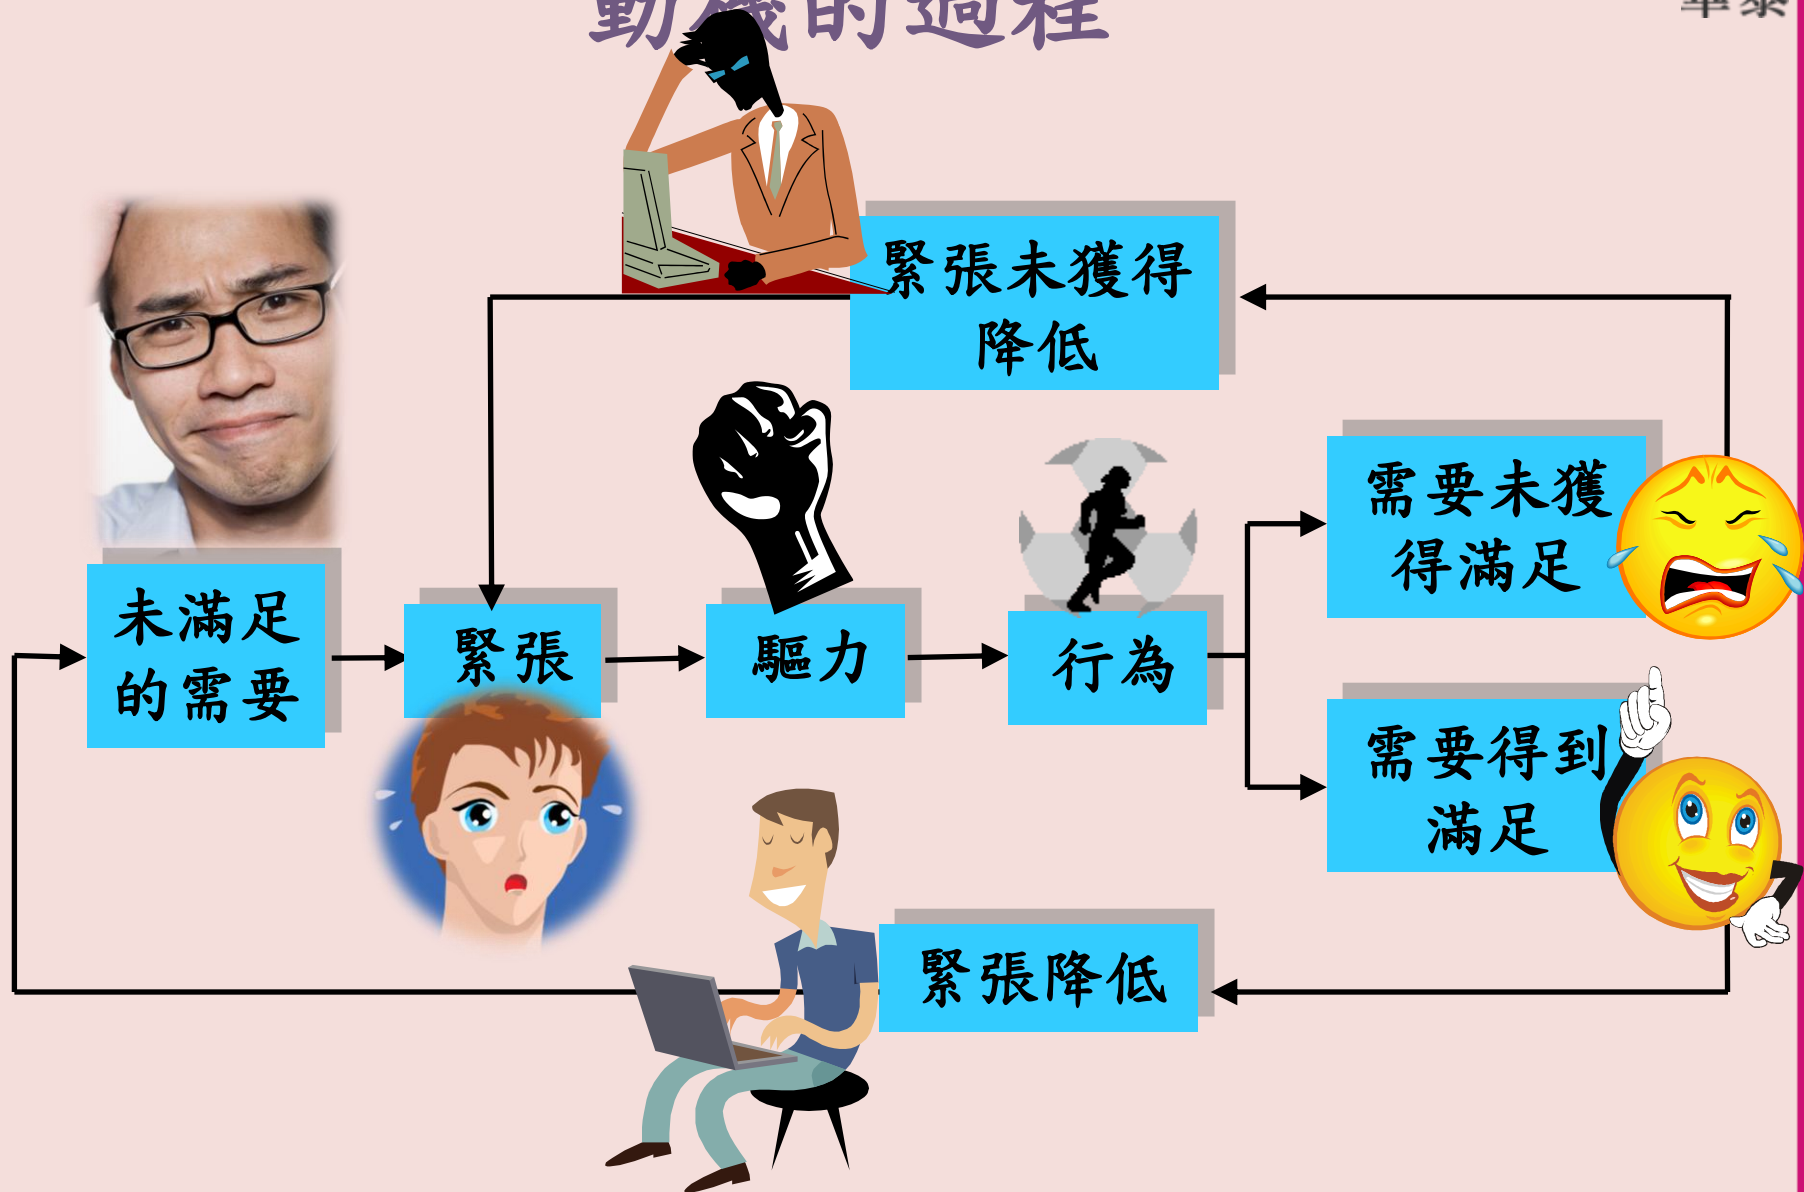 動機的過程
華泰
緊張未獲得
降低
需要未獲
得滿足
未滿足
的需要
緊張
驅力
行為
需要得到
滿足
緊張降低